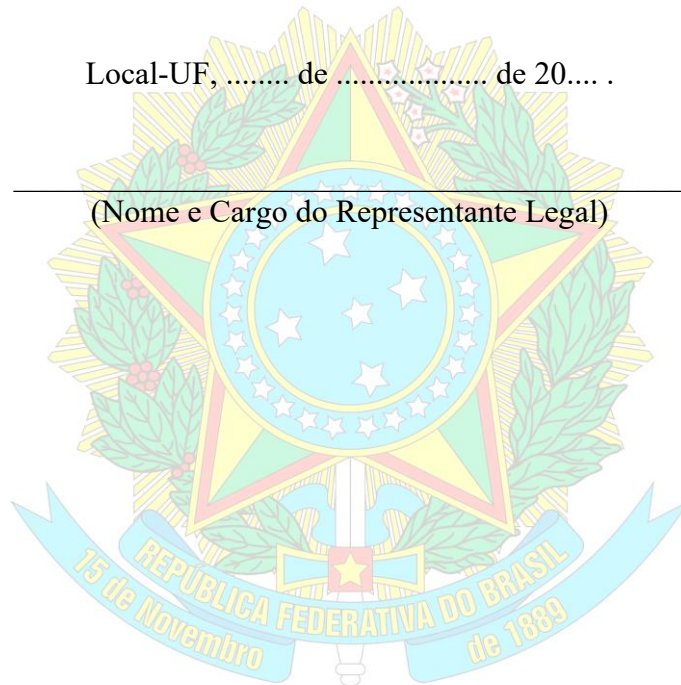 Local-UF, ........ de .................. de 20.... .
(Nome e Cargo do Representante Legal)
REPÚBLICA FEDERATIVA DO BRASIL
15 de Novembro de 1889